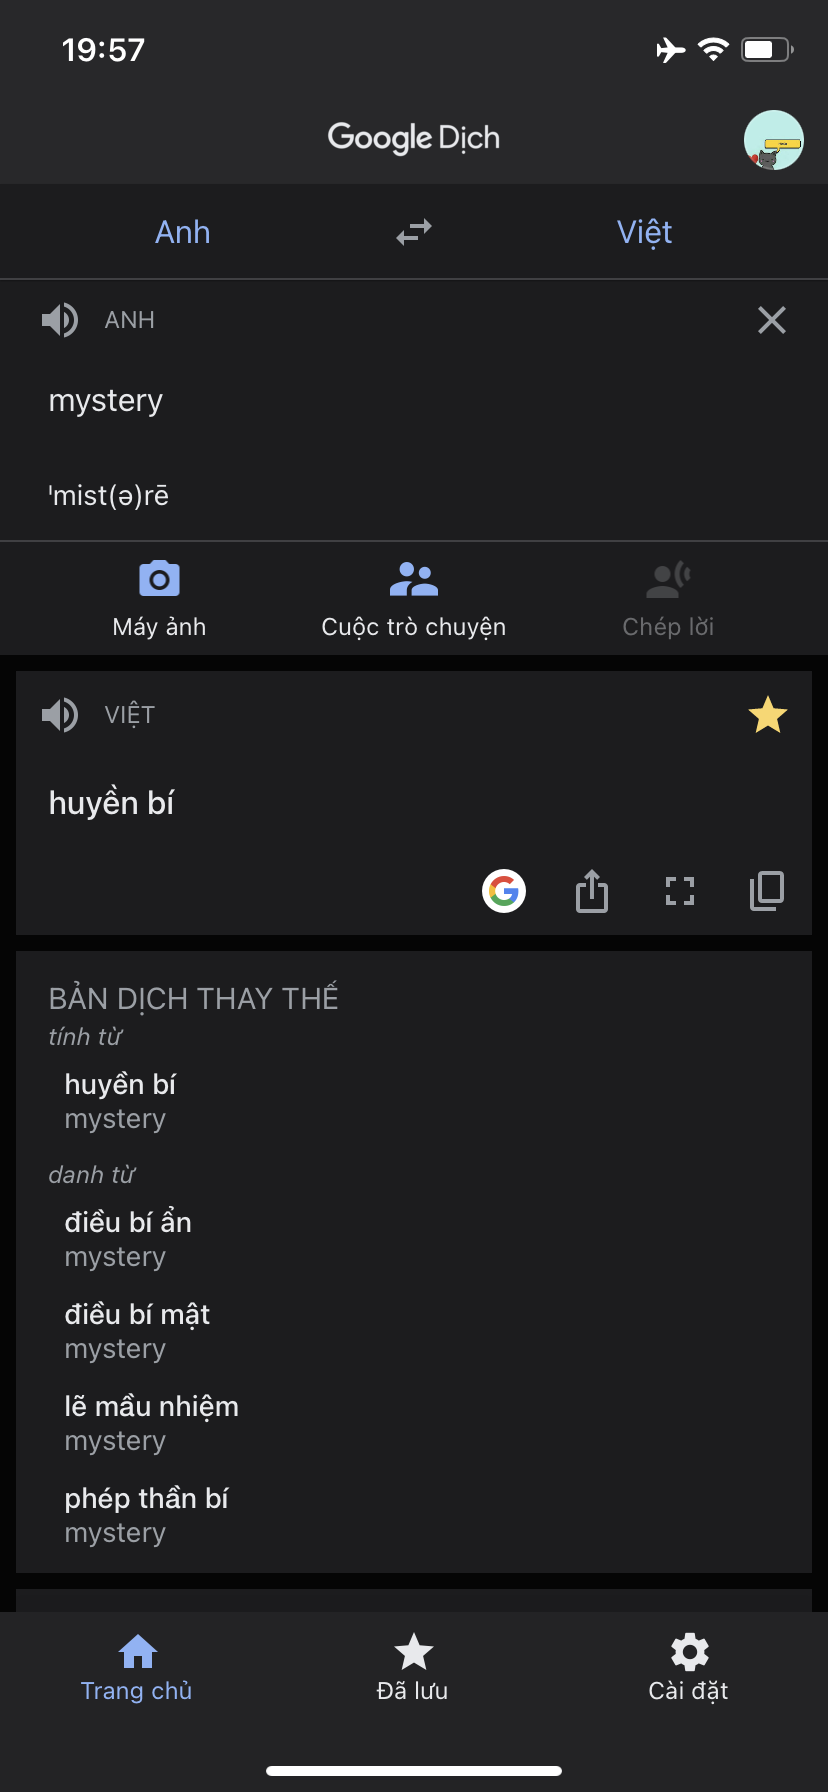 19:57
Google Dịch
Anh
Việt
ANH
mystery
ˈmist(ə)rē
Máy ảnh
Cuộc trò chuyện
Chép lời
VIỆT
huyền bí
BẢN DỊCH THAY THẾ
tính từ
huyền bí
mystery
danh từ
điều bí ẩn
mystery
điều bí mật
mystery
lẽ mầu nhiệm
mystery
phép thần bí
mystery
Trang chủ
Đã lưu
Cài đặt